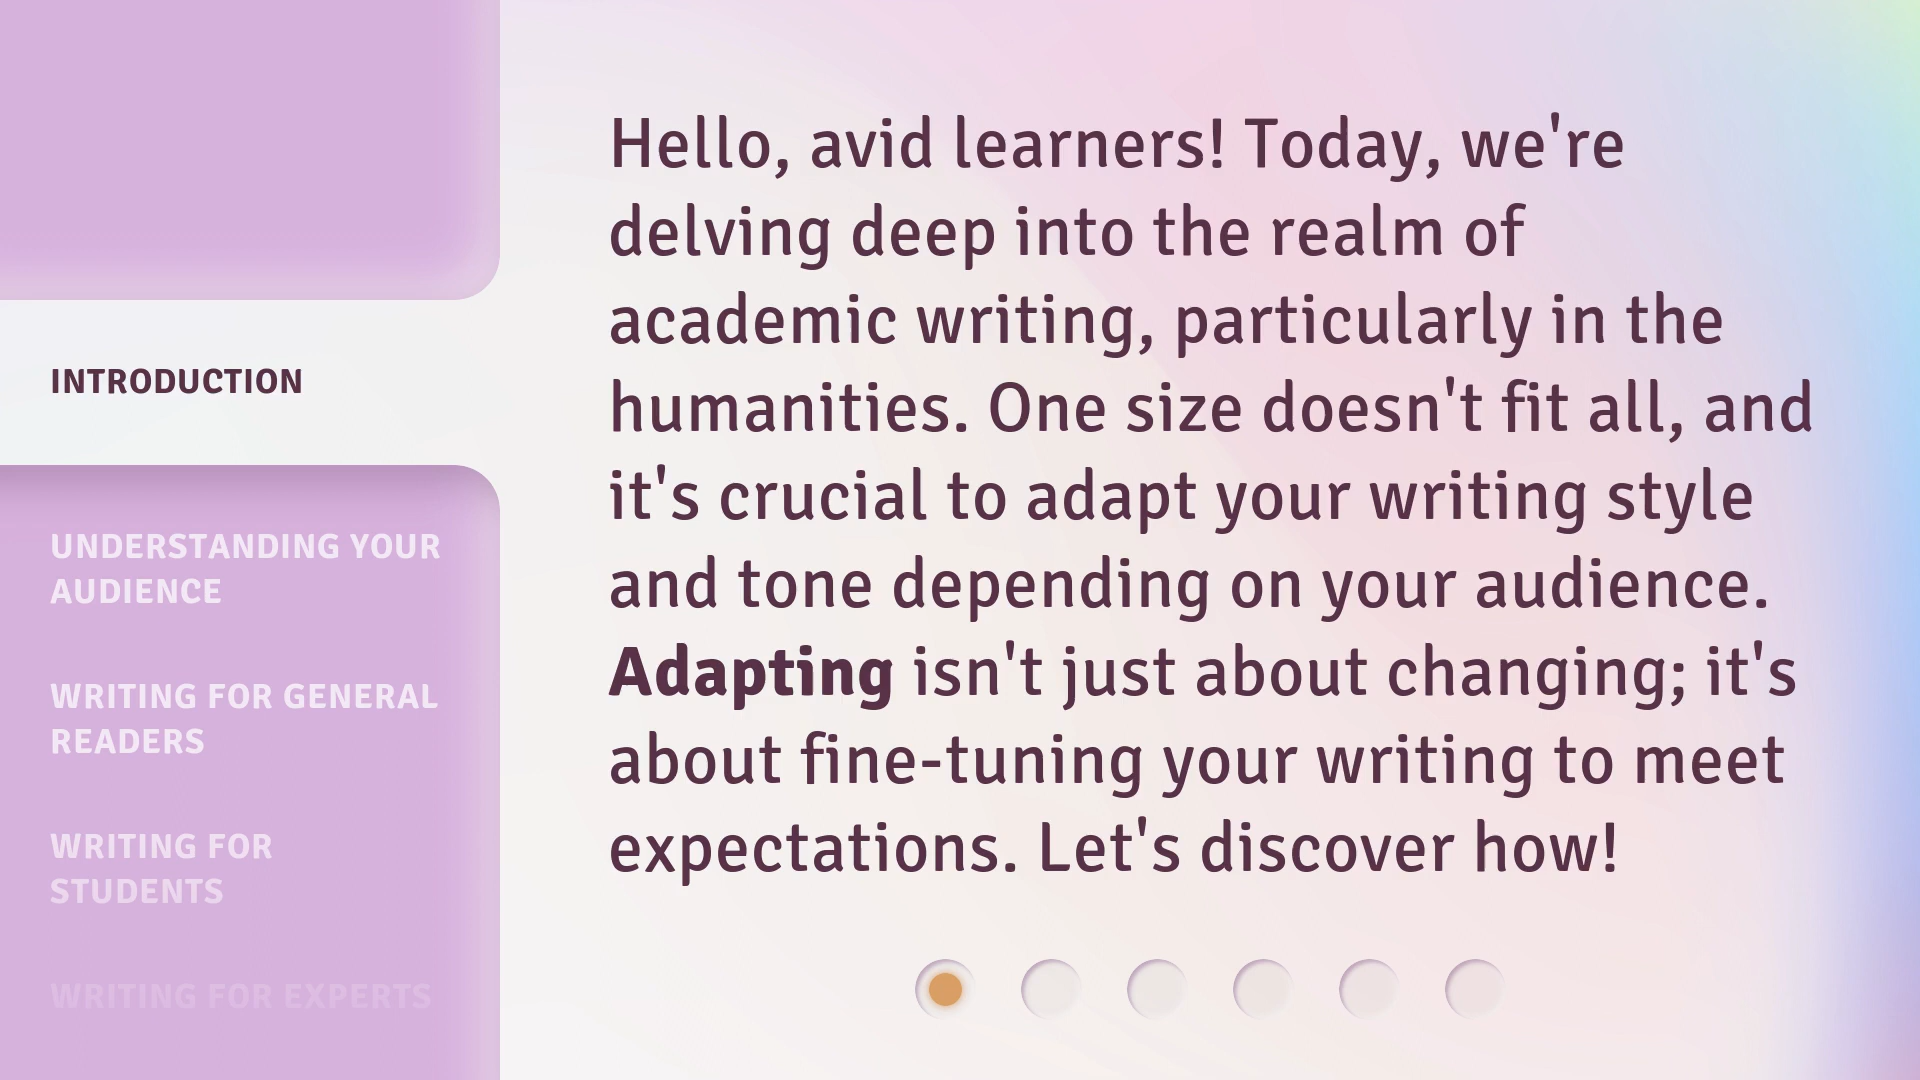 INTRODUCTION
UNDERSTANDING YOUR
AUDIENCE
WRITING FOR GENERAL
READERS
WRITING FOR
STUDENTS
WRITING FOR EXPERTS
Hello, avid learners! Today, we're
delving deep into the realm of
academic writing, particularly in the
humanities. One size doesn't fit all, and
it's crucial to adapt your writing style
and tone depending on your audience.
Adapting isn't just about changing; it's
about fine-tuning your writing to meet
expectations. Let's discover how!